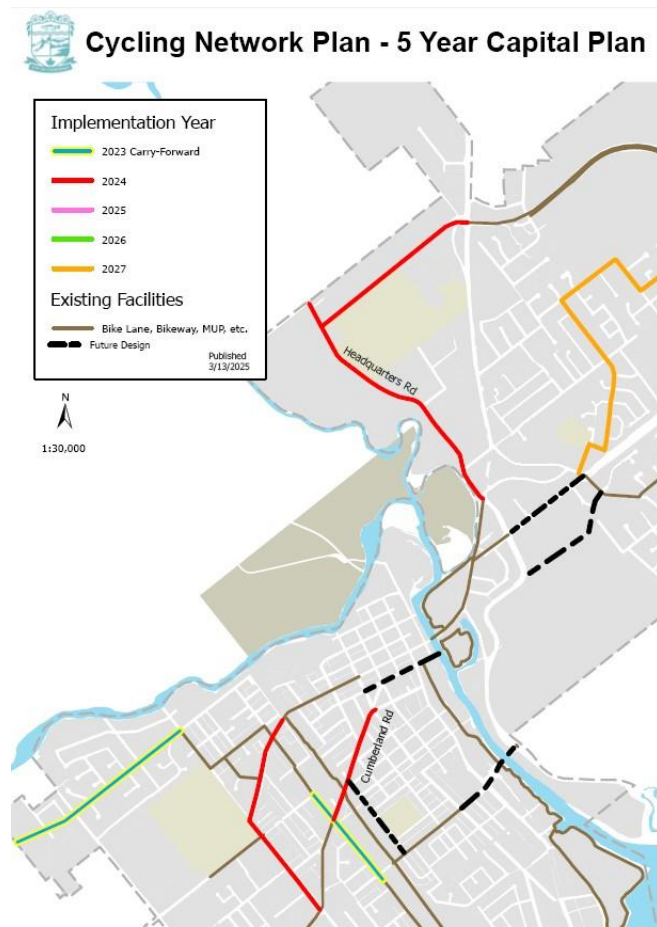 Cycling Network Plan - 5 Year Capital Plan
Implementation Year
2023 Carry-Forward
2024
2025
2026
2027
Existing Facilities
Bike Lane, Bikeway, MUP, etc.
Future Design
Published
3/13/2025
N
1:30,000
Headquarters Rd
Cumberland Rd